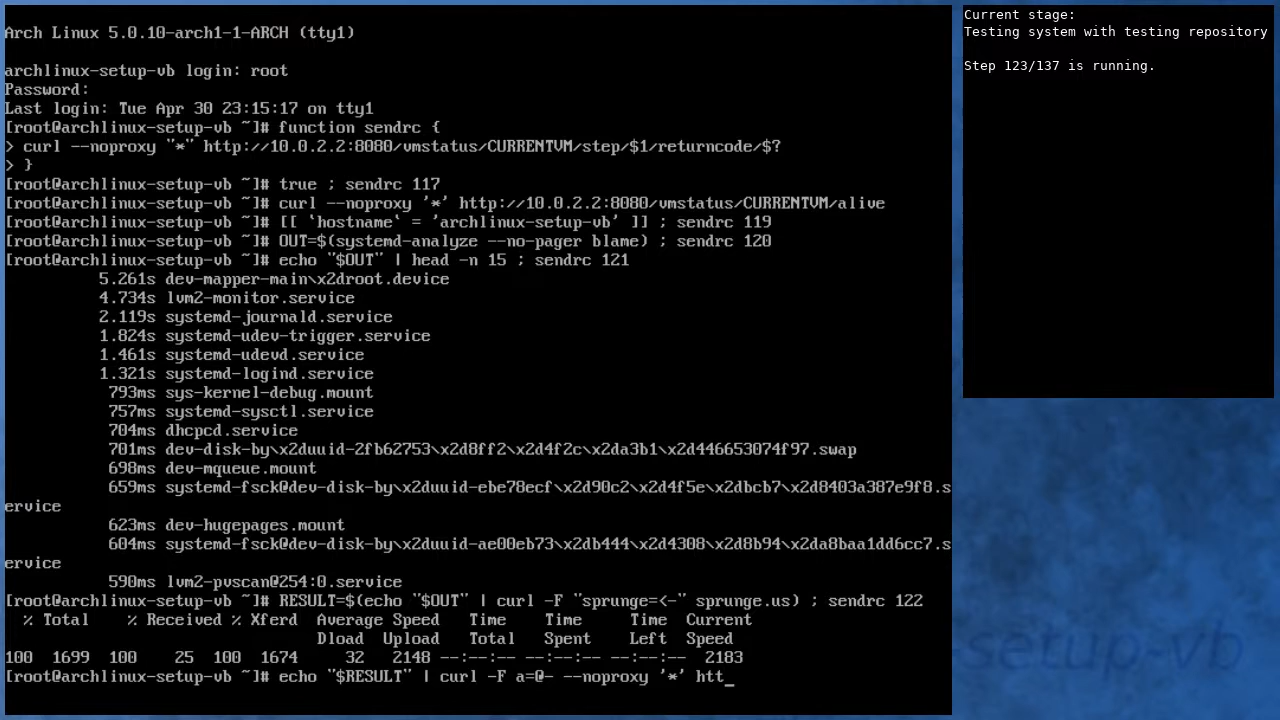 Arch Linux 5.0.10-arch1-1-ARCH (tty1)
archlinux-setup-vb login: root
Password:
Last login: Tue Apr 30 23:15:17 on tty1
[root@archlinux-setup-vb ~]# function sendrc {
> curl --noproxy "*" http://10.0.2.2:8080/vmstatus/CURRENTVM/step/$1/returncode/$?
> }
[root@archlinux-setup-vb ~]# true ; sendrc 117
[root@archlinux-setup-vb ~]# curl --noproxy '*' http://10.0.2.2:8080/vmstatus/CURRENTVM/alive
[root@archlinux-setup-vb ~]# [[ `hostname` = 'archlinux-setup-vb' ]] ; sendrc 119
[root@archlinux-setup-vb ~]# OUT=$(systemd-analyze --no-pager blame) ; sendrc 120
[root@archlinux-setup-vb ~]# echo "$OUT" | head -n 15 ; sendrc 121
5.261s dev-mapper-main\x2droot.device
4.734s lvm2-monitor.service
2.119s systemd-journald.service
1.824s systemd-udev-trigger.service
1.461s systemd-udevd.service
1.321s systemd-logind.service
793ms sys-kernel-debug.mount
757ms systemd-sysctl.service
704ms dhcpcd.service
701ms dev-disk-by\x2duuid-2fb62753\x2d8ff2\x2d4f2c\x2da3b1\x2d446653074f97.swap
698ms dev-mqueue.mount
659ms systemd-fsck@dev-disk-by\x2duuid-ebe78ecf\x2d90c2\x2d4f5e\x2dbcb7\x2d8403a387e9f8.s
ervice
623ms dev-hugepages.mount
604ms systemd-fsck@dev-disk-by\x2duuid-ae00eb73\x2db444\x2d4308\x2d8b94\x2da8baa1dd6cc7.s
ervice
590ms lvm2-pvscan@254:0.service
[root@archlinux-setup-vb ~]# RESULT=$(echo "$OUT" | curl -F "sprunge=<-" sprunge.us) ; sendrc 122
% Total % Received % Xferd Average Speed Time Time Time Current
Dload Upload Total Spent Left Speed
100 1699 100 25 100 1674 32 2148 --:--:-- --:--:-- --:--:-- 2183
[root@archlinux-setup-vb ~]# echo "$RESULT" | curl -F a=@- --noproxy '*' htt_
Current stage:
Testing system with testing repository
Step 123/137 is running.
-setup-vb